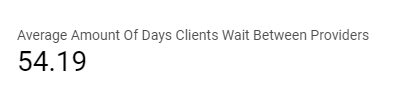 Average Amount Of Days Clients Wait Between Providers
54.19